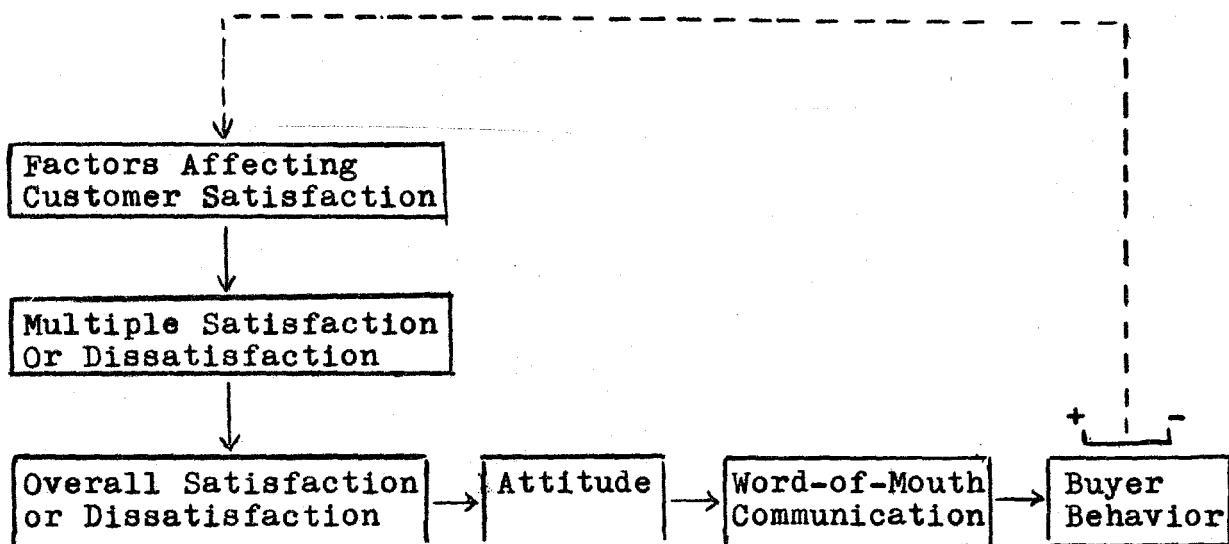 Factors Affecting
Customer Satisfaction
Multiple Satisfaction
Or Dissatisfaction
+ -
Overall Satisfaction
or Dissatisfaction
Attitude
Word-of-Mouth
Communication
Buyer
Behavior